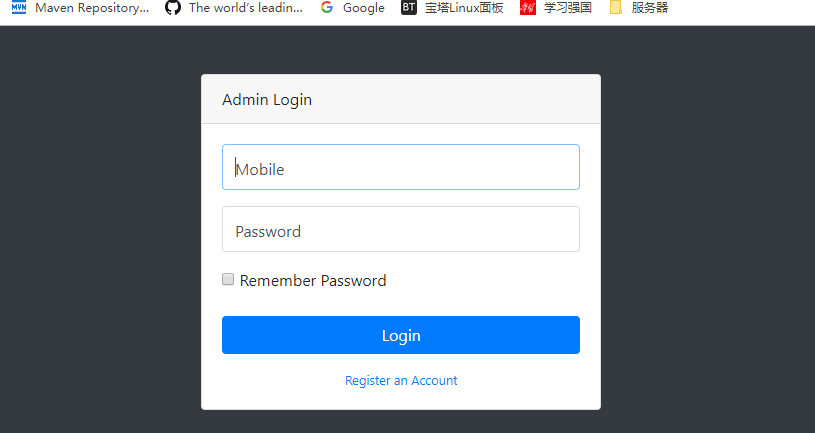 MVN Maven Repository... The world's leadin... Google BT 宝塔Linux面板 学习强国 服务器
Admin Login
Mobile
Password
Remember Password
Login
Register an Account